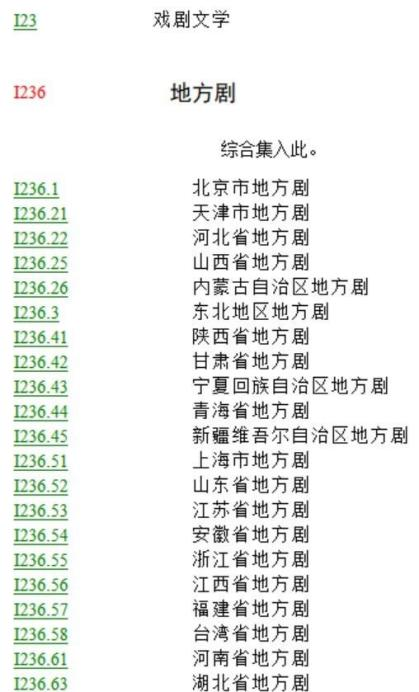 I23 戏剧文学
I236 地方剧
综合集入此。
I236.1 北京市地方剧
I236.21 天津市地方剧
I236.22 河北省地方剧
I236.25 山西省地方剧
I236.26 内蒙古自治区地方剧
I236.3 东北地区地方剧
I236.41 陕西省地方剧
I236.42 甘肃省地方剧
I236.43 宁夏回族自治区地方剧
I236.44 青海省地方剧
I236.45 新疆维吾尔自治区地方剧
I236.51 上海市地方剧
I236.52 山东省地方剧
I236.53 江苏省地方剧
I236.54 安徽省地方剧
I236.55 浙江省地方剧
I236.56 江西省地方剧
I236.57 福建省地方剧
I236.58 台湾省地方剧
I236.61 河南省地方剧
I236.63 湖北省地方剧